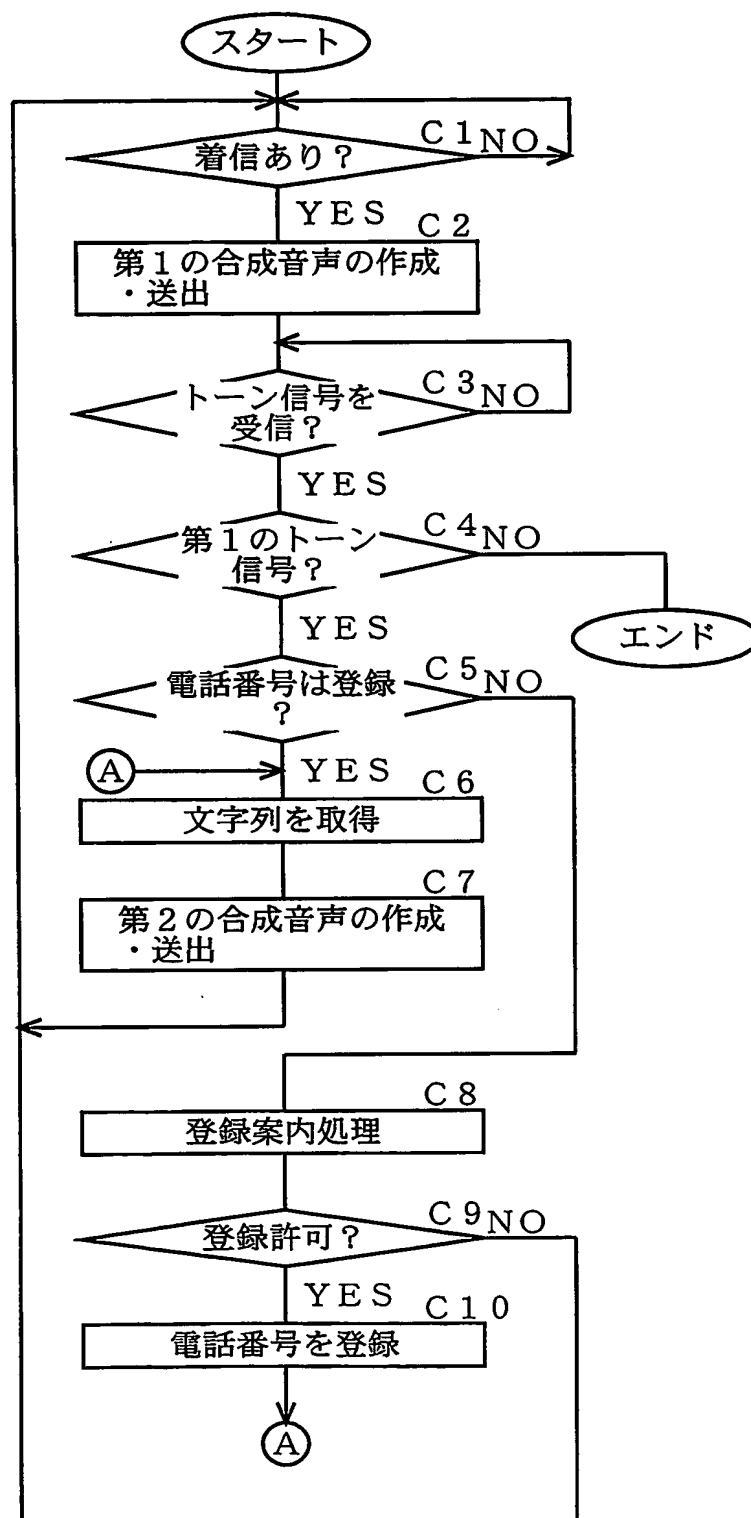 スタート
着信あり?
C1
NO
YES
C2
第1の合成音声の作成
・送出
トーン信号を
受信?
C3
NO
YES
第1のトーン
信号?
C4
NO
エンド
YES
電話番号は登録
?
C5
NO
A
YES
C6
文字列を取得
C7
第2の合成音声の作成
・送出
C8
登録案内処理
登録許可?
C9
NO
YES
C10
電話番号を登録
A